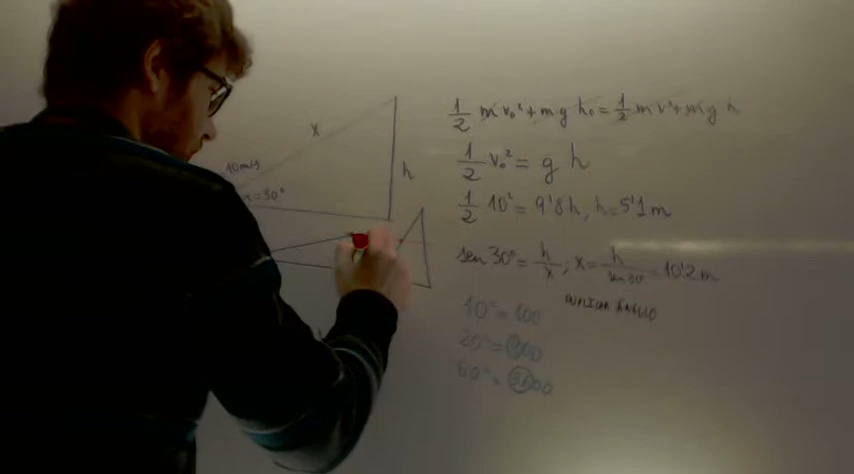 x
10 m/s
h
α=30°
1/2 m v₀² + m g h₀ = 1/2 m v² + m g h
1/2 v₀² = g h
1/2 10² = 9'8 h, h = 5'1 m
sen 30° = h/x ; x = h/sen 30 = 10'2 m
10² = 100
20² = 400
60² = 3600